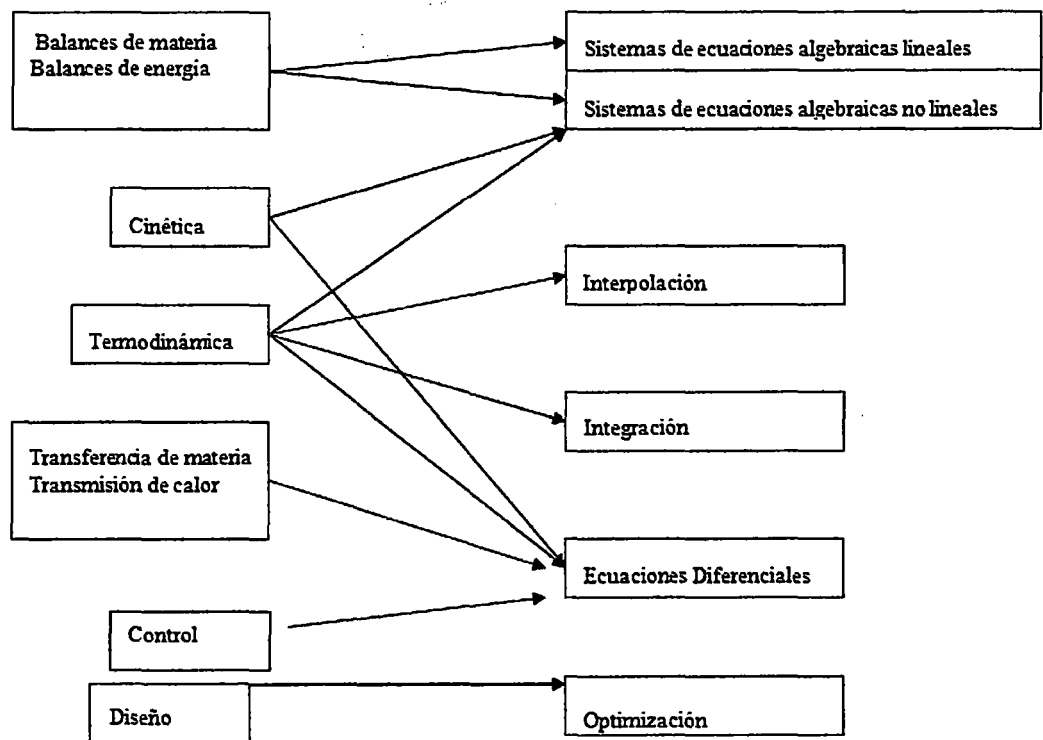 Balances de materia
Balances de energia
Sistemas de ecuaciones algebraicas lineales
Sistemas de ecuaciones algebraicas no lineales
Cinética
Interpolación
Termodinámica
Integración
Transferencia de materia
Transmisión de calor
Ecuaciones Diferenciales
Control
Diseño
Optimización